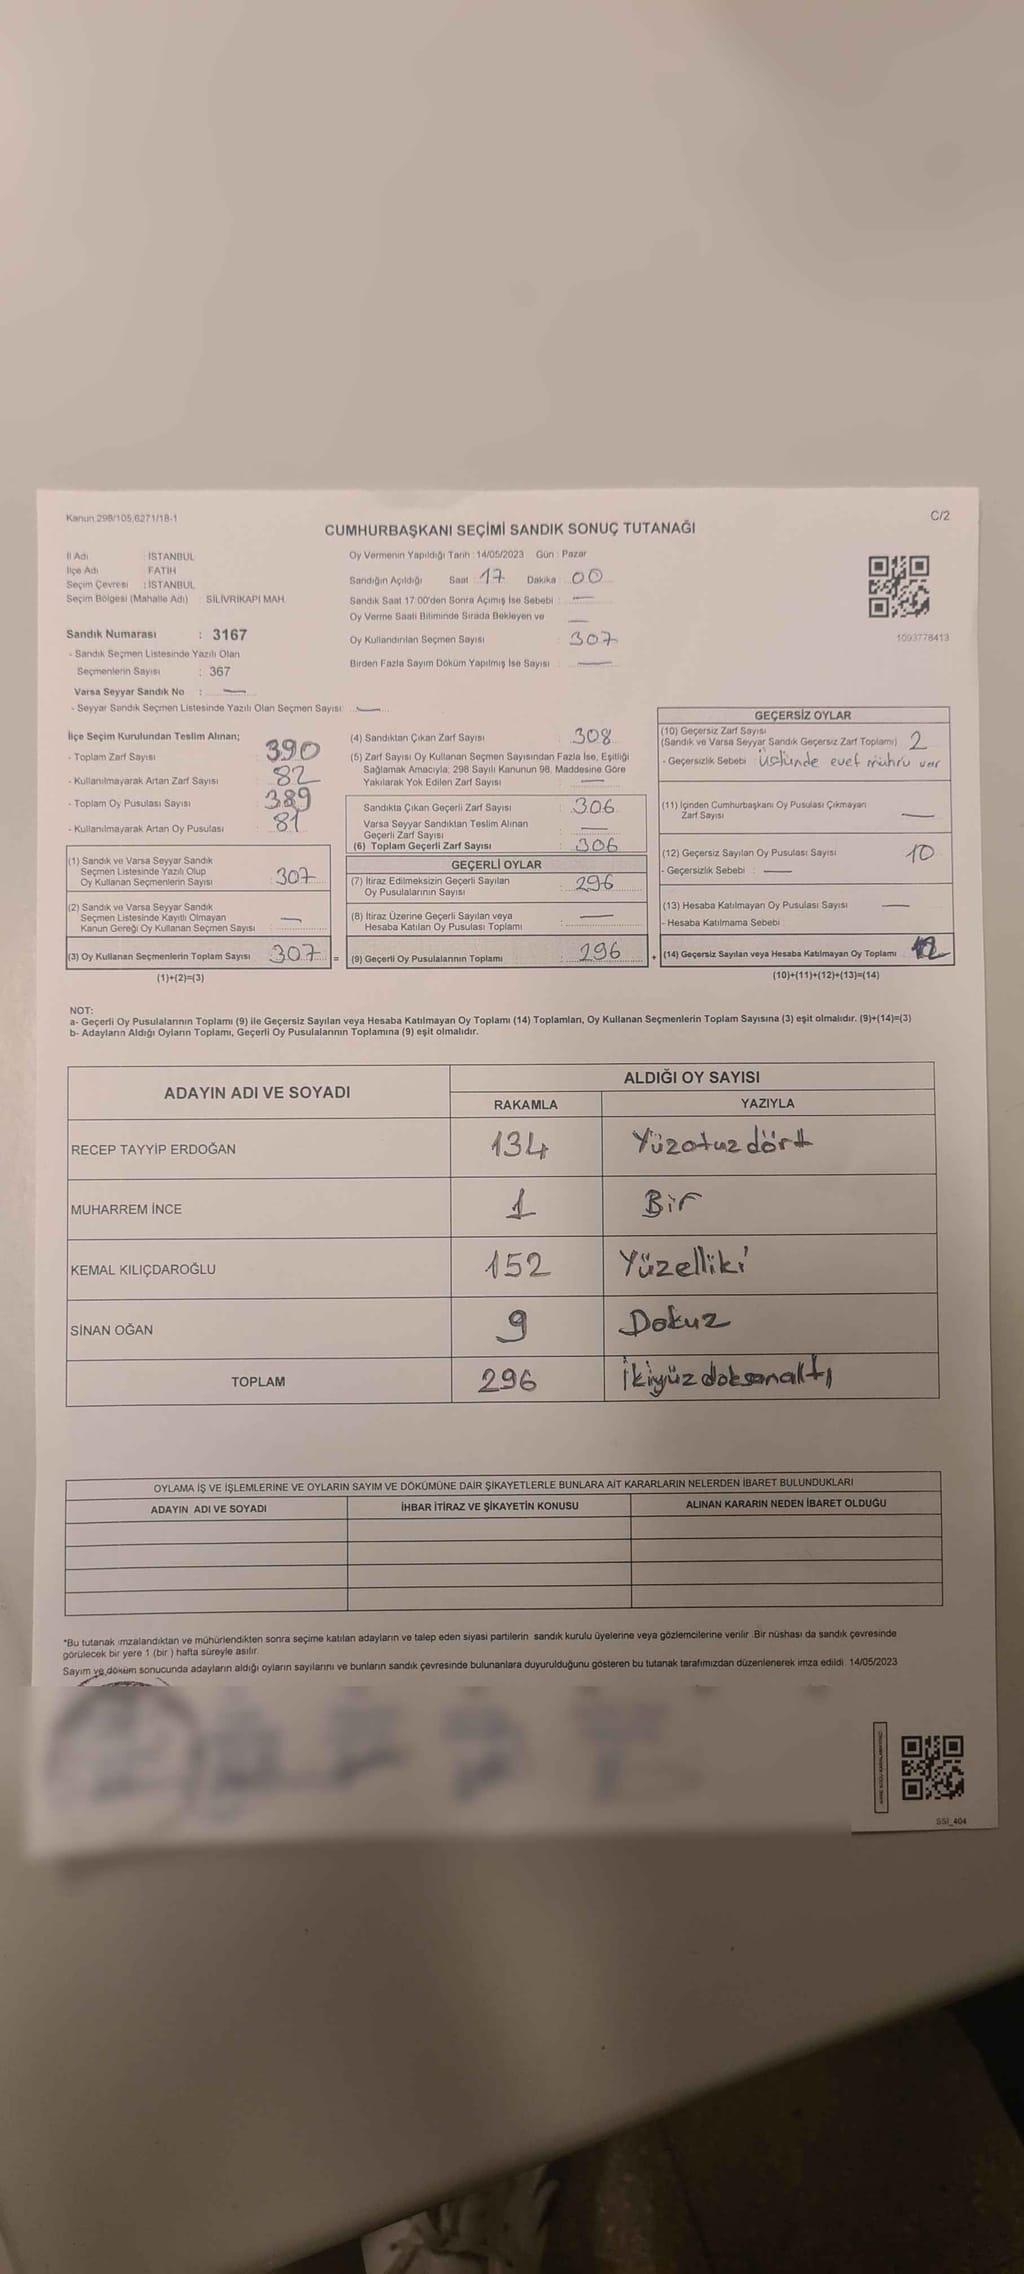 Kanun 298/105,6271/18-1
C/2
CUMHURBAŞKANI SEÇİMİ SANDIK SONUÇ TUTANAĞI
İl Adı : İSTANBUL
İlçe Adı : FATİH
Seçim Çevresi : İSTANBUL
Seçim Bölgesi (Mahalle Adı) : SİLİVRİKAPI MAH.
Sandık Numarası : 3167
- Sandık Seçmen Listesinde Yazılı Olan
Seçmenlerin Sayısı : 367
Varsa Seyyar Sandık No : —
- Seyyar Sandık Seçmen Listesinde Yazılı Olan Seçmen Sayısı: —
Oy Vermenin Yapıldığı Tarih : 14/05/2023 Gün : Pazar
Sandığın Açıldığı Saat : 17 Dakika : 00
Sandık Saat 17:00'den Sonra Açımış İse Sebebi : —
Oy Verme Saati Bitiminde Sırada Bekleyen ve —
Oy Kullandırılan Seçmen Sayısı : 307
Birden Fazla Sayım Döküm Yapılmış İse Sayısı : —
1093778413
İlçe Seçim Kurulundan Teslim Alınan;
- Toplam Zarf Sayısı : 390
- Kullanılmayarak Artan Zarf Sayısı : 82
- Toplam Oy Pusulası Sayısı : 389
- Kullanılmayarak Artan Oy Pusulası : 81
(1) Sandık ve Varsa Seyyar Sandık
Seçmen Listesinde Yazılı Olup
Oy Kullanan Seçmenlerin Sayısı : 307
(2) Sandık ve Varsa Seyyar Sandık
Seçmen Listesinde Kayıtlı Olmayan
Kanun Gereği Oy Kullanan Seçmen Sayısı : —
(3) Oy Kullanan Seçmenlerin Toplam Sayısı : 307 =
(1)+(2)=(3)
(4) Sandıktan Çıkan Zarf Sayısı : 308
(5) Zarf Sayısı Oy Kullanan Seçmen Sayısından Fazla İse, Eşitliği
Sağlamak Amacıyla, 298 Sayılı Kanunun 98. Maddesine Göre
Yakılarak Yok Edilen Zarf Sayısı : —
Sandıkta Çıkan Geçerli Zarf Sayısı : 306
Varsa Seyyar Sandıktan Teslim Alınan
Geçerli Zarf Sayısı : —
(6) Toplam Geçerli Zarf Sayısı : 306
GEÇERLİ OYLAR
(7) İtiraz Edilmeksizin Geçerli Sayılan
Oy Pusulalarının Sayısı : 296
(8) İtiraz Üzerine Geçerli Sayılan veya
Hesaba Katılan Oy Pusulası Toplamı : —
(9) Geçerli Oy Pusulalarının Toplamı : 296 +
GEÇERSİZ OYLAR
(10) Geçersiz Zarf Sayısı
(Sandık ve Varsa Seyyar Sandık Geçersiz Zarf Toplamı) 2
- Geçersizlik Sebebi : Üstünde evet mührü var
(11) İçinden Cumhurbaşkanı Oy Pusulası Çıkmayan
Zarf Sayısı —
(12) Geçersiz Sayılan Oy Pusulası Sayısı 10
- Geçersizlik Sebebi : —
(13) Hesaba Katılmayan Oy Pusulası Sayısı —
- Hesaba Katılmama Sebebi
(14) Geçersiz Sayılan veya Hesaba Katılmayan Oy Toplamı 12
(10)+(11)+(12)+(13)=(14)
NOT:
a- Geçerli Oy Pusulalarının Toplamı (9) ile Geçersiz Sayılan veya Hesaba Katılmayan Oy Toplamı (14) Toplamları, Oy Kullanan Seçmenlerin Toplam Sayısına (3) eşit olmalıdır. (9)+(14)=(3)
b- Adayların Aldığı Oyların Toplamı, Geçerli Oy Pusulalarının Toplamına (9) eşit olmalıdır.
ADAYIN ADI VE SOYADI
ALDIĞI OY SAYISI
RAKAMLA YAZIYLA
RECEP TAYYİP ERDOĞAN 134 Yüzotuzdört
MUHARREM İNCE 1 Bir
KEMAL KILIÇDAROĞLU 152 Yüzelliki
SİNAN OĞAN 9 Dokuz
TOPLAM 296 İkiyüzdoksanaltı
OYLAMA İŞ VE İŞLEMLERİNE VE OYLARIN SAYIM VE DÖKÜMÜNE DAİR ŞİKAYETLERLE BUNLARA AİT KARARLARIN NELERDEN İBARET BULUNDUKLARI
ADAYIN ADI VE SOYADI İHBAR İTİRAZ VE ŞİKAYETİN KONUSU ALINAN KARARIN NEDEN İBARET OLDUĞU
*Bu tutanak imzalandıktan ve mühürlendikten sonra seçime katılan adayların ve talep eden siyasi partilerin sandık kurulu üyelerine veya gözlemcilerine verilir. Bir nüshası da sandık çevresinde
görülecek bir yere 1 (bir ) hafta süreyle asılır.
Sayım ve döküm sonucunda adayların aldığı oyların sayılarını ve bunların sandık çevresinde bulunanlara duyurulduğunu gösteren bu tutanak tarafımızdan düzenlenerek imza edildi. 14/05/2023
SSİ_404